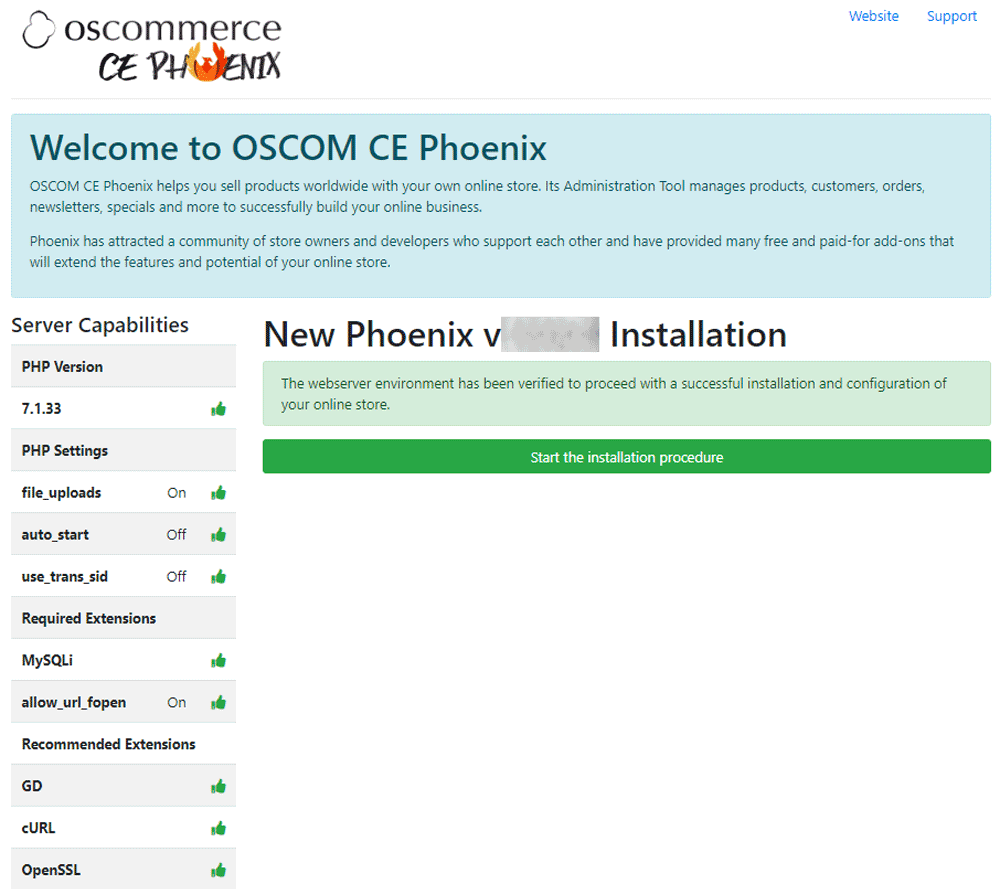 oscommerce
CE PHOENIX
Website Support
Welcome to OSCOM CE Phoenix
OSCOM CE Phoenix helps you sell products worldwide with your own online store. Its Administration Tool manages products, customers, orders,
newsletters, specials and more to successfully build your online business.
Phoenix has attracted a community of store owners and developers who support each other and have provided many free and paid-for add-ons that
will extend the features and potential of your online store.
Server Capabilities
PHP Version
7.1.33
PHP Settings
file_uploads On
auto_start Off
use_trans_sid Off
Required Extensions
MySQLi
allow_url_fopen On
Recommended Extensions
GD
cURL
OpenSSL
New Phoenix v Installation
The webserver environment has been verified to proceed with a successful installation and configuration of
your online store.
Start the installation procedure